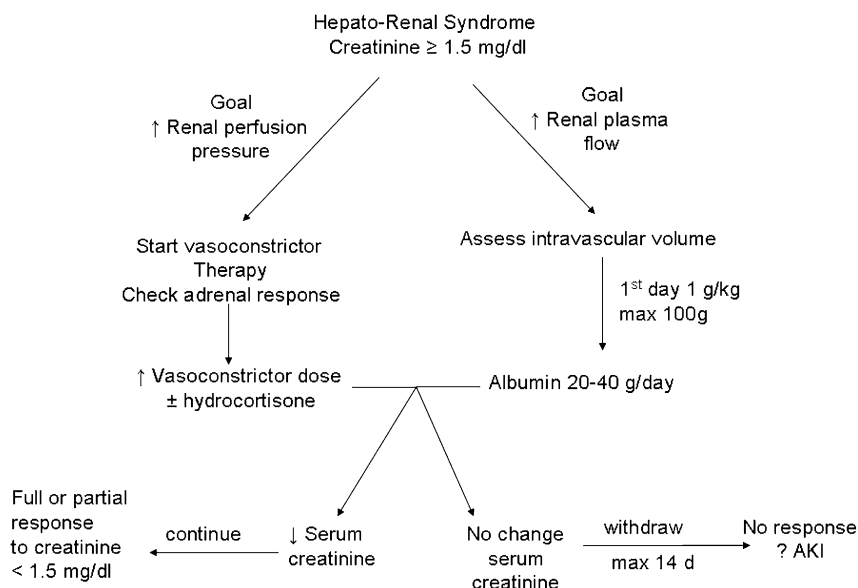 Hepato-Renal Syndrome
Creatinine ≥ 1.5 mg/dl
Goal
↑ Renal perfusion
pressure
Goal
↑ Renal plasma
flow
Start vasoconstrictor
Therapy
Check adrenal response
Assess intravascular volume
1st day 1 g/kg
max 100g
↑ Vasoconstrictor dose
± hydrocortisone
Albumin 20-40 g/day
Full or partial
response
to creatinine
< 1.5 mg/dl
continue
↓ Serum
creatinine
No change
serum
creatinine
withdraw
max 14 d
No response
? AKI